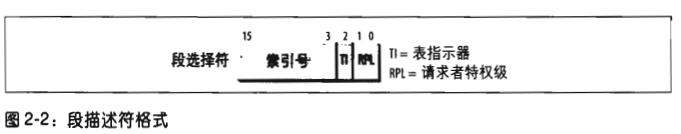 15 3 2 1 0
段选择符 索引号 TI RPL TI = 表指示器
RPL = 请求者特权级
图 2-2：段描述符格式